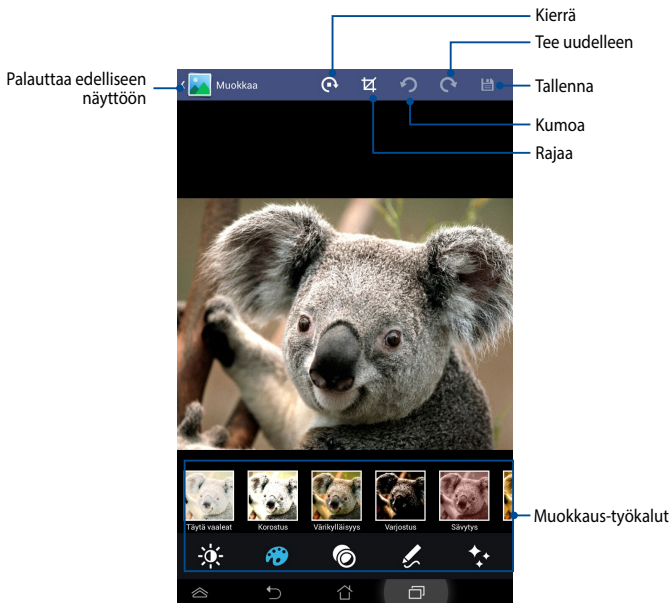 Kierrä
Tee uudelleen
Palauttaa edelliseen
näyttöön
Muokkaa
Tallenna
Kumoa
Rajaa
Täytä vaaleat
Korostus
Värikylläisyys
Varjostus
Sävytys
Muokkaus-työkalut